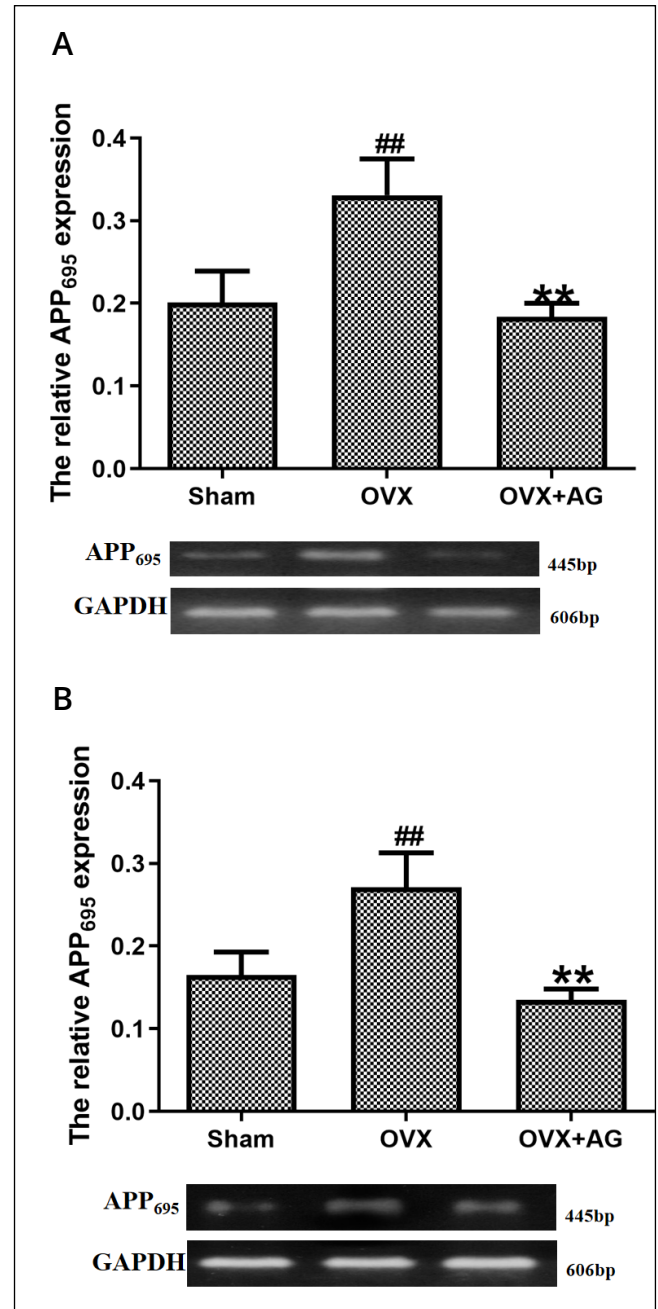 A
The relative APP695 expression
0.4
0.3
0.2
0.1
0.0
##
**
Sham OVX OVX+AG
APP695 445bp
GAPDH 606bp
B
The relative APP695 expression
0.4
0.3
0.2
0.1
0.0
##
**
Sham OVX OVX+AG
APP695 445bp
GAPDH 606bp